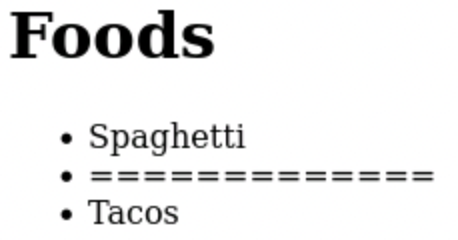 Foods
• Spaghetti
• =============
• Tacos